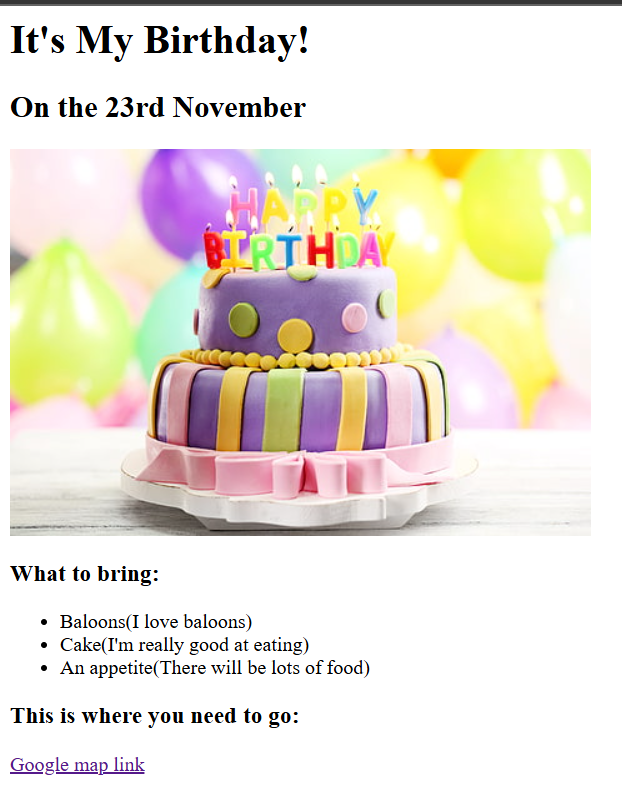 It's My Birthday!
On the 23rd November
HAPPY
BIRTHDAY
What to bring:
Baloons(I love baloons)
Cake(I'm really good at eating)
An appetite(There will be lots of food)
This is where you need to go:
Google map link